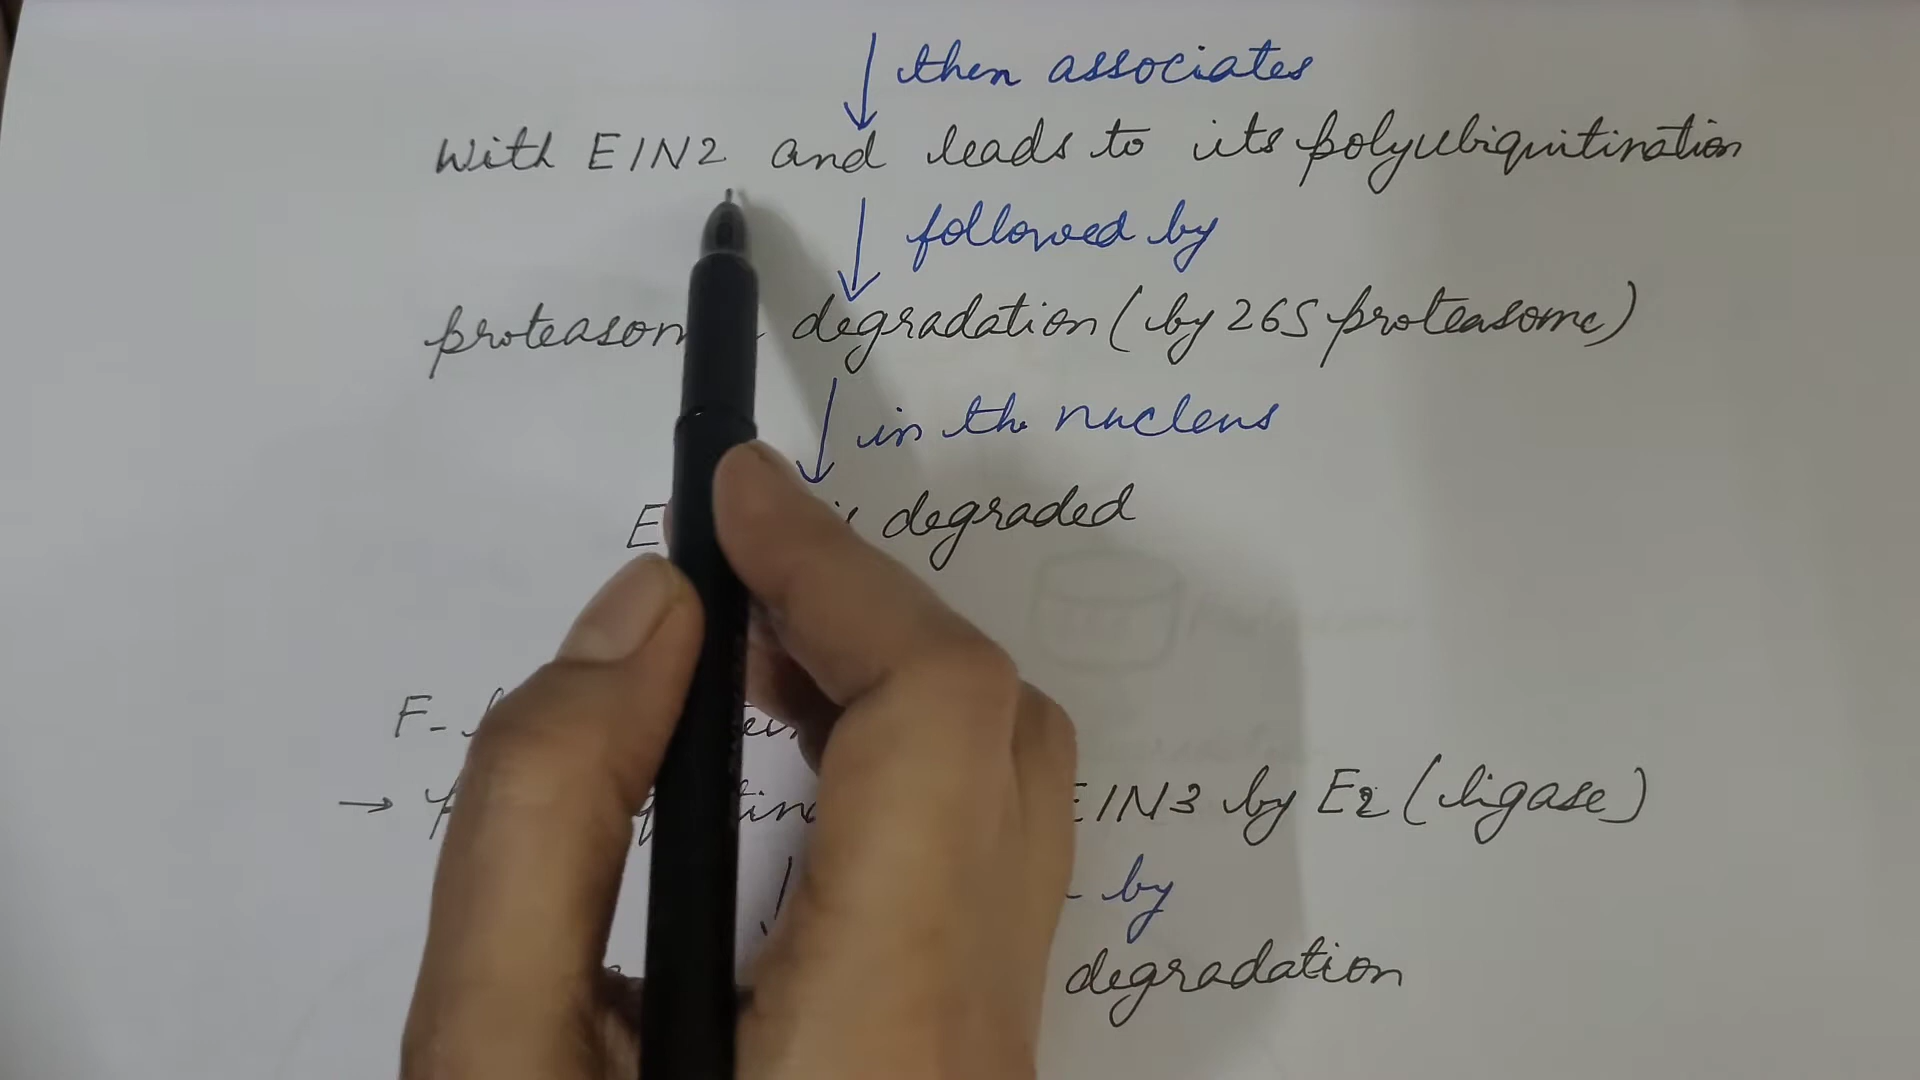 then associates
with EIN2 and leads to its polyubiquitination
followed by
degradation (by 26S proteasome)
in the nucleus
degraded
EIN3 by E2 (ligase)
by
degradation